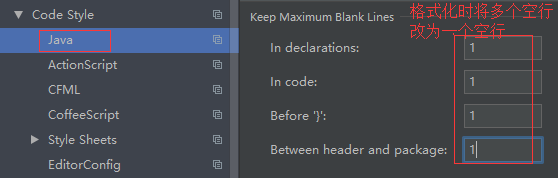 Code Style
Java
ActionScript
CFML
CoffeeScript
Style Sheets
EditorConfig
Keep Maximum Blank Lines
格式化时将多个空行
改为一个空行
In declarations: 1
In code: 1
Before '}': 1
Between header and package: 1